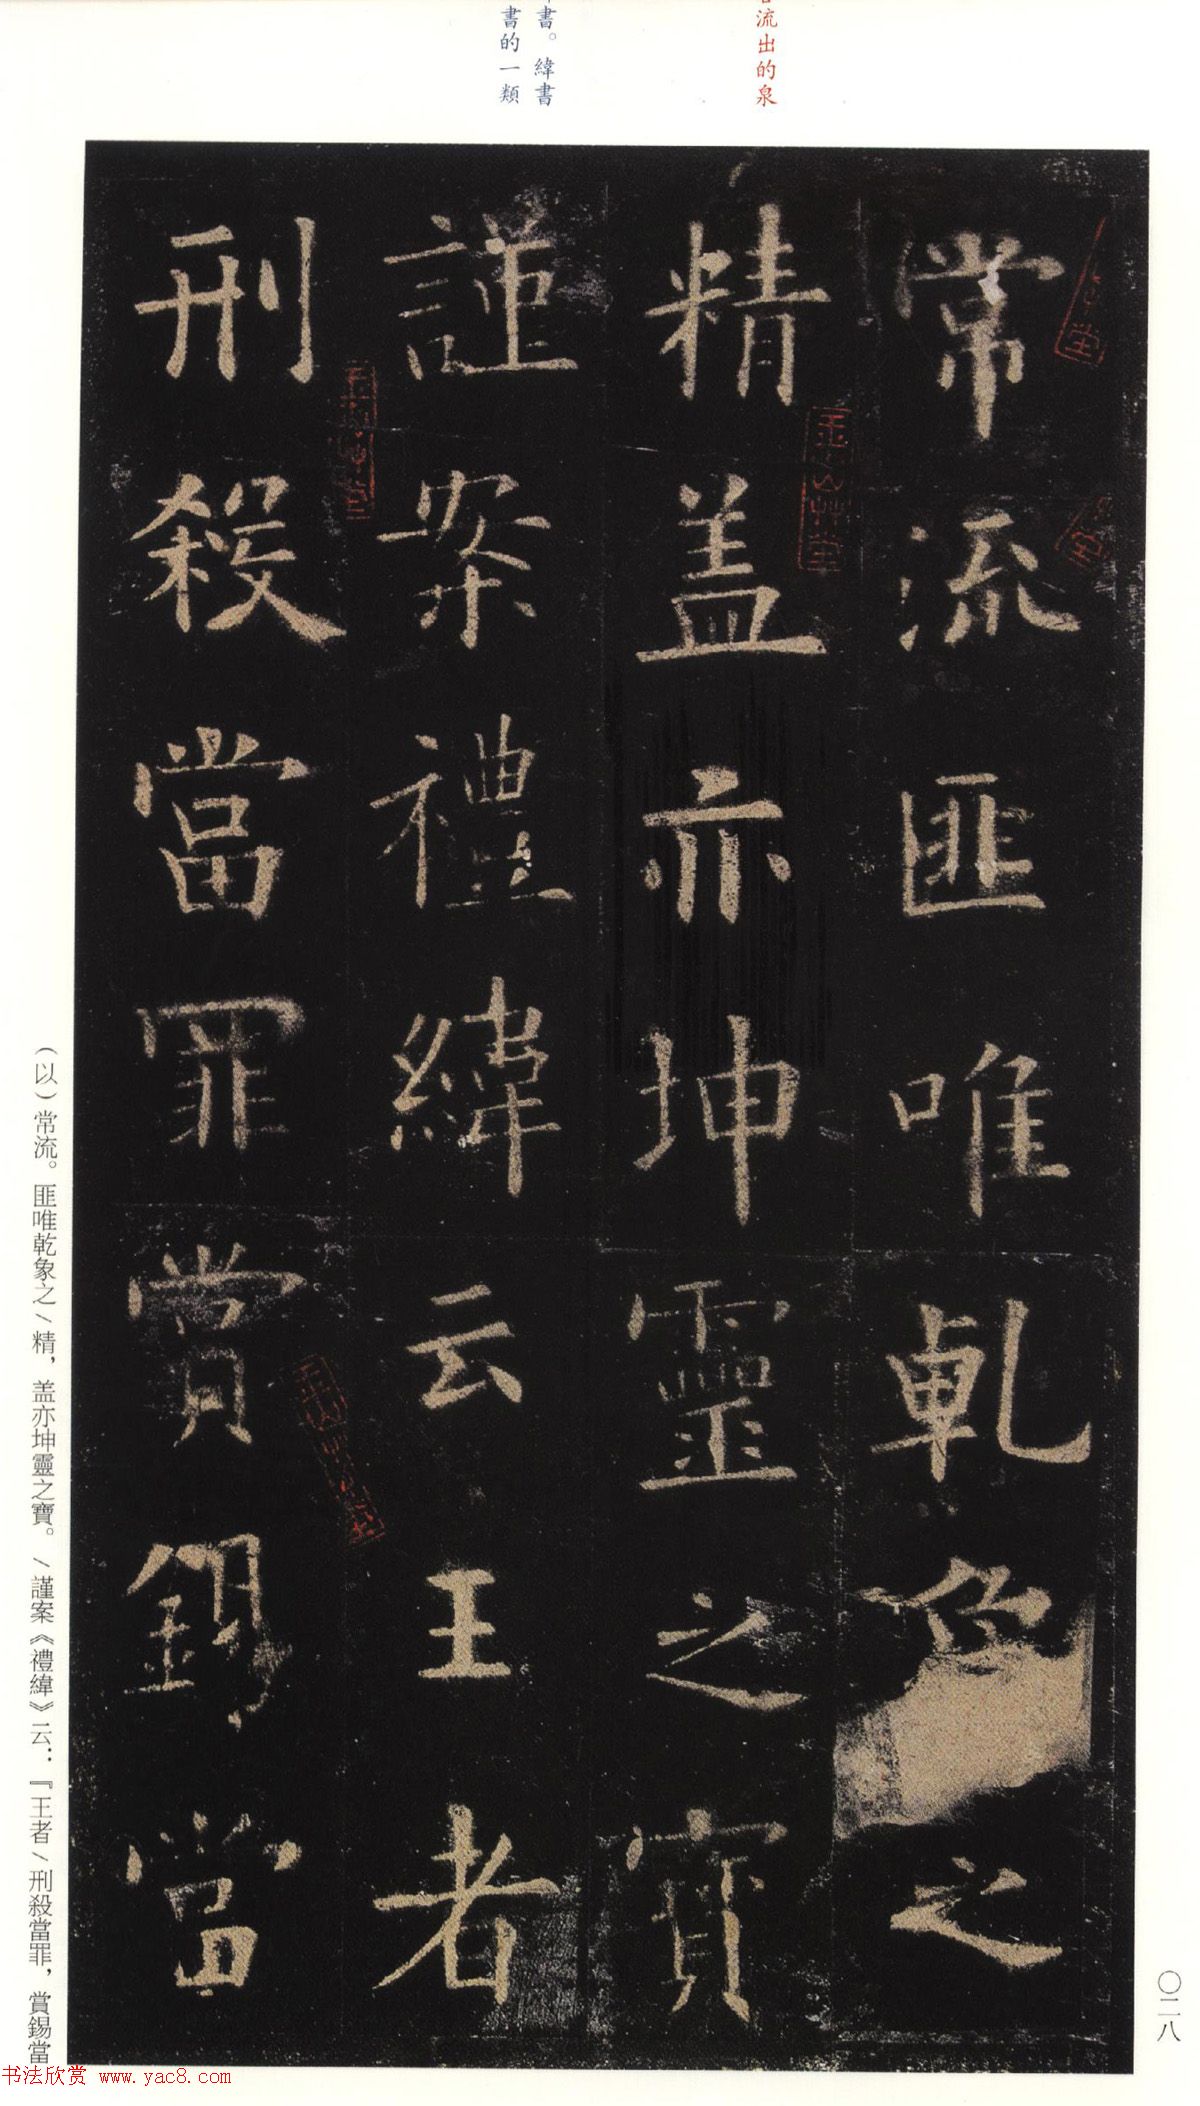 流出的泉
書。緯書
書的一類
常流匪唯乹象之
精盖亦坤靈之寶
謹案禮緯云王者
刑殺當罪賞錫當
(以)常流。匪唯乾象之/精，盖亦坤靈之寶。/謹案《禮緯》云：『王者/刑殺當罪，賞錫當
〇二八
书法欣赏 www.yac8.com